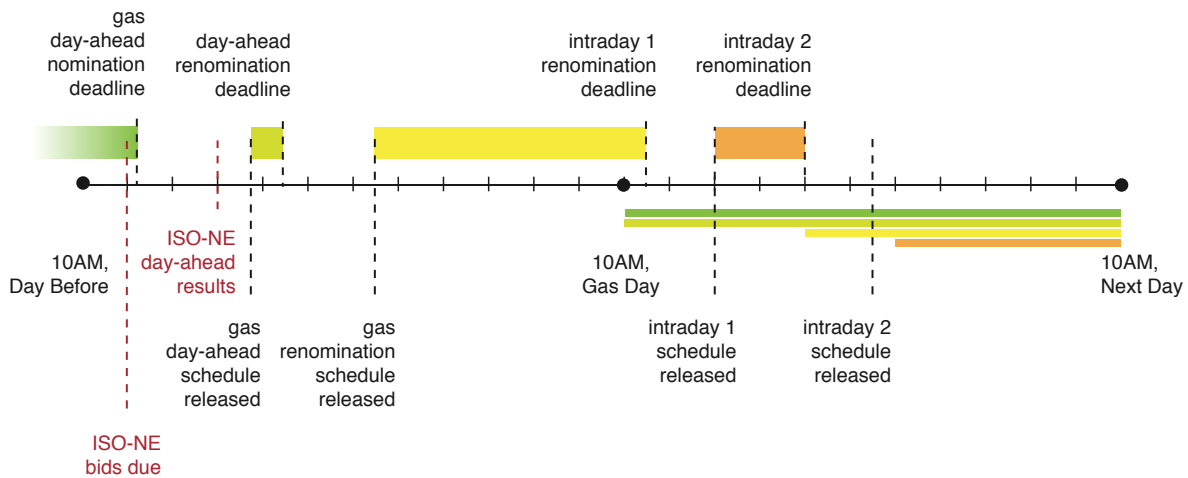 gas
day-ahead
nomination
deadline
day-ahead
renomination
deadline
intraday 1
renomination
deadline
intraday 2
renomination
deadline
10AM,
Day Before
ISO-NE
day-ahead
results
10AM,
Gas Day
10AM,
Next Day
gas
day-ahead
schedule
released
gas
renomination
schedule
released
intraday 1
schedule
released
intraday 2
schedule
released
ISO-NE
bids due